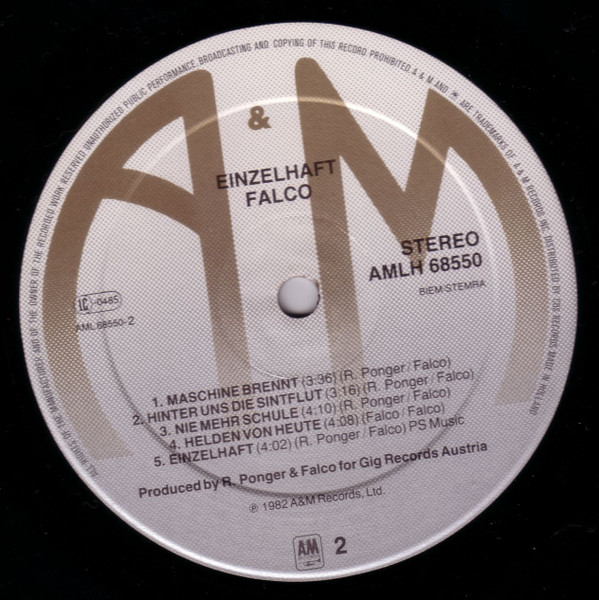 ALL RIGHTS OF THE MANUFACTURER AND OF THE OWNER OF THE RECORDED WORK RESERVED UNAUTHORIZED PUBLIC PERFORMANCE, BROADCASTING AND COPYING OF THIS RECORD PROHIBITED. A & M AND ARE TRADEMARKS OF A & M RECORDS INC. DISTRIBUTED BY CBS RECORDS MADE IN HOLLAND
A&M
EINZELHAFT
FALCO
STEREO
AMLH 68550
BIEM/STEMRA
LC-0485
AML 68550-2
1. MASCHINE BRENNT (3:36) (R. Ponger/Falco)
2. HINTER UNS DIE SINTFLUT (3:16) (R. Ponger/Falco)
3. NIE MEHR SCHULE (4:10) (R. Ponger/Falco)
4. HELDEN VON HEUTE (4:08) (Falco/Falco)
5. EINZELHAFT (4:02) (R. Ponger/Falco) PS Music
Produced by R. Ponger & Falco for Gig Records Austria
℗ 1982 A&M Records, Ltd.
AM 2